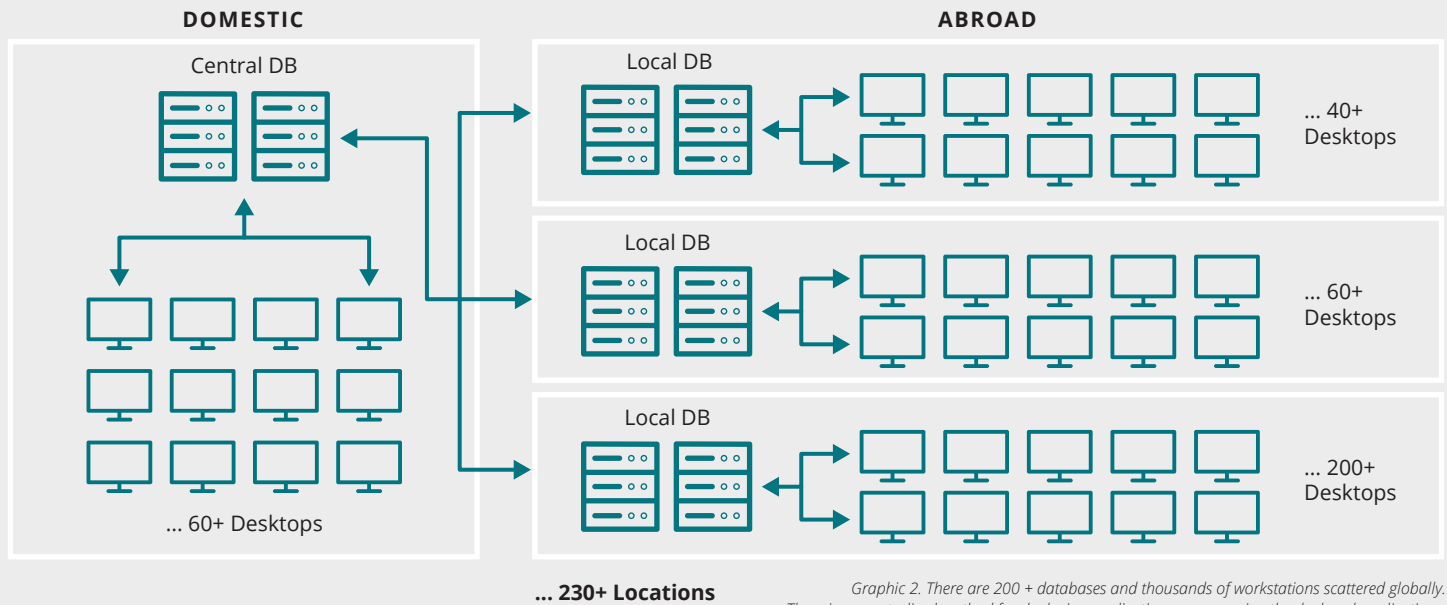 DOMESTIC
Central DB
... 60+ Desktops
ABROAD
Local DB
... 40+
Desktops
Local DB
... 60+
Desktops
Local DB
... 200+
Desktops
... 230+ Locations
Graphic 2. There are 200 + databases and thousands of workstations scattered globally.